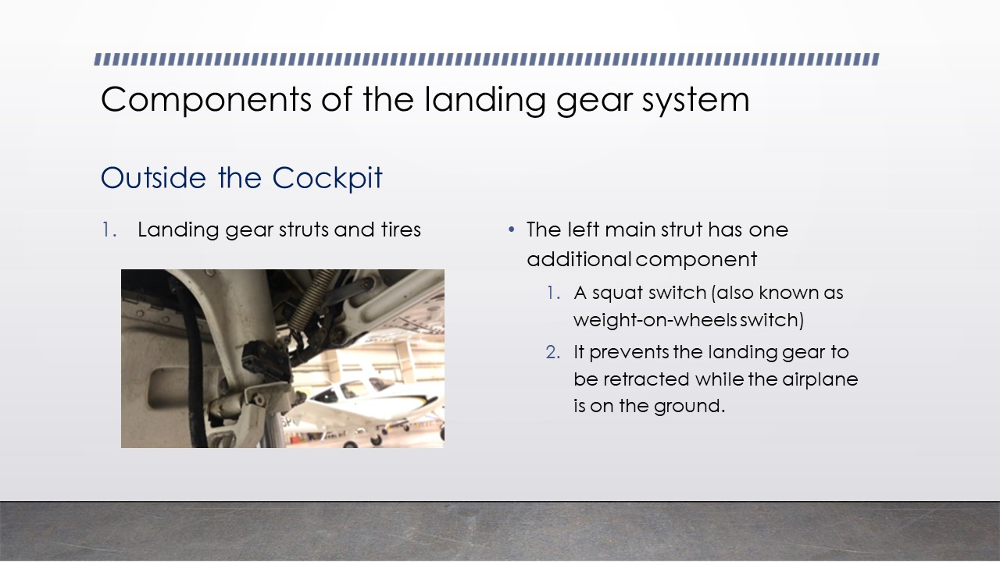 Components of the landing gear system
Outside the Cockpit
1. Landing gear struts and tires
• The left main strut has one
additional component
1. A squat switch (also known as
weight-on-wheels switch)
2. It prevents the landing gear to
be retracted while the airplane
is on the ground.